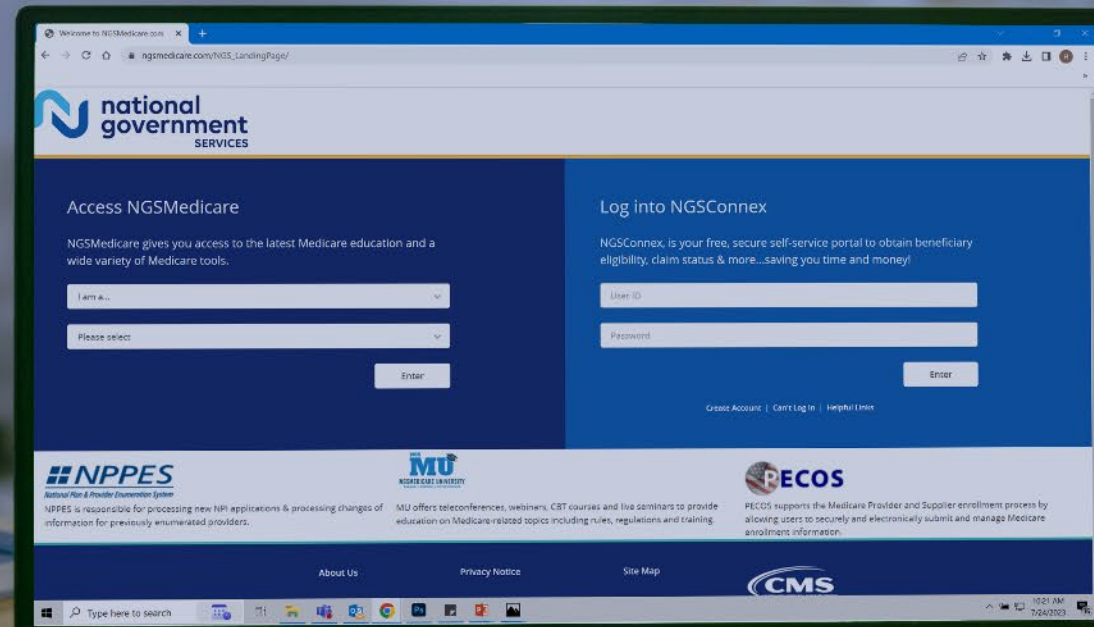 Welcome to NGSMedicare.com
ngsmedicare.com/NGS_LandingPage/
national
government
SERVICES
Access NGSMedicare
NGSMedicare gives you access to the latest Medicare education and a
wide variety of Medicare tools.
I am a...
Please select
Enter
Log into NGSConnex
NGSConnex, is your free, secure self-service portal to obtain beneficiary
eligibility, claim status & more...saving you time and money!
User ID
Password
Enter
Create Account | Can't Log In | Helpful Links
NPPES
National Plan & Provider Enumeration System
NPPES is responsible for processing new NPI applications & processing changes of
information for previously enumerated providers.
MU
NGSMEDICARE UNIVERSITY
MU offers teleconferences, webinars, CBT courses and live seminars to provide
education on Medicare-related topics including rules, regulations and training.
PECOS
PECOS supports the Medicare Provider and Supplier enrollment process by
allowing users to securely and electronically submit and manage Medicare
enrollment information.
About Us
Privacy Notice
Site Map
CMS
Type here to search
10:21 AM
7/24/2023